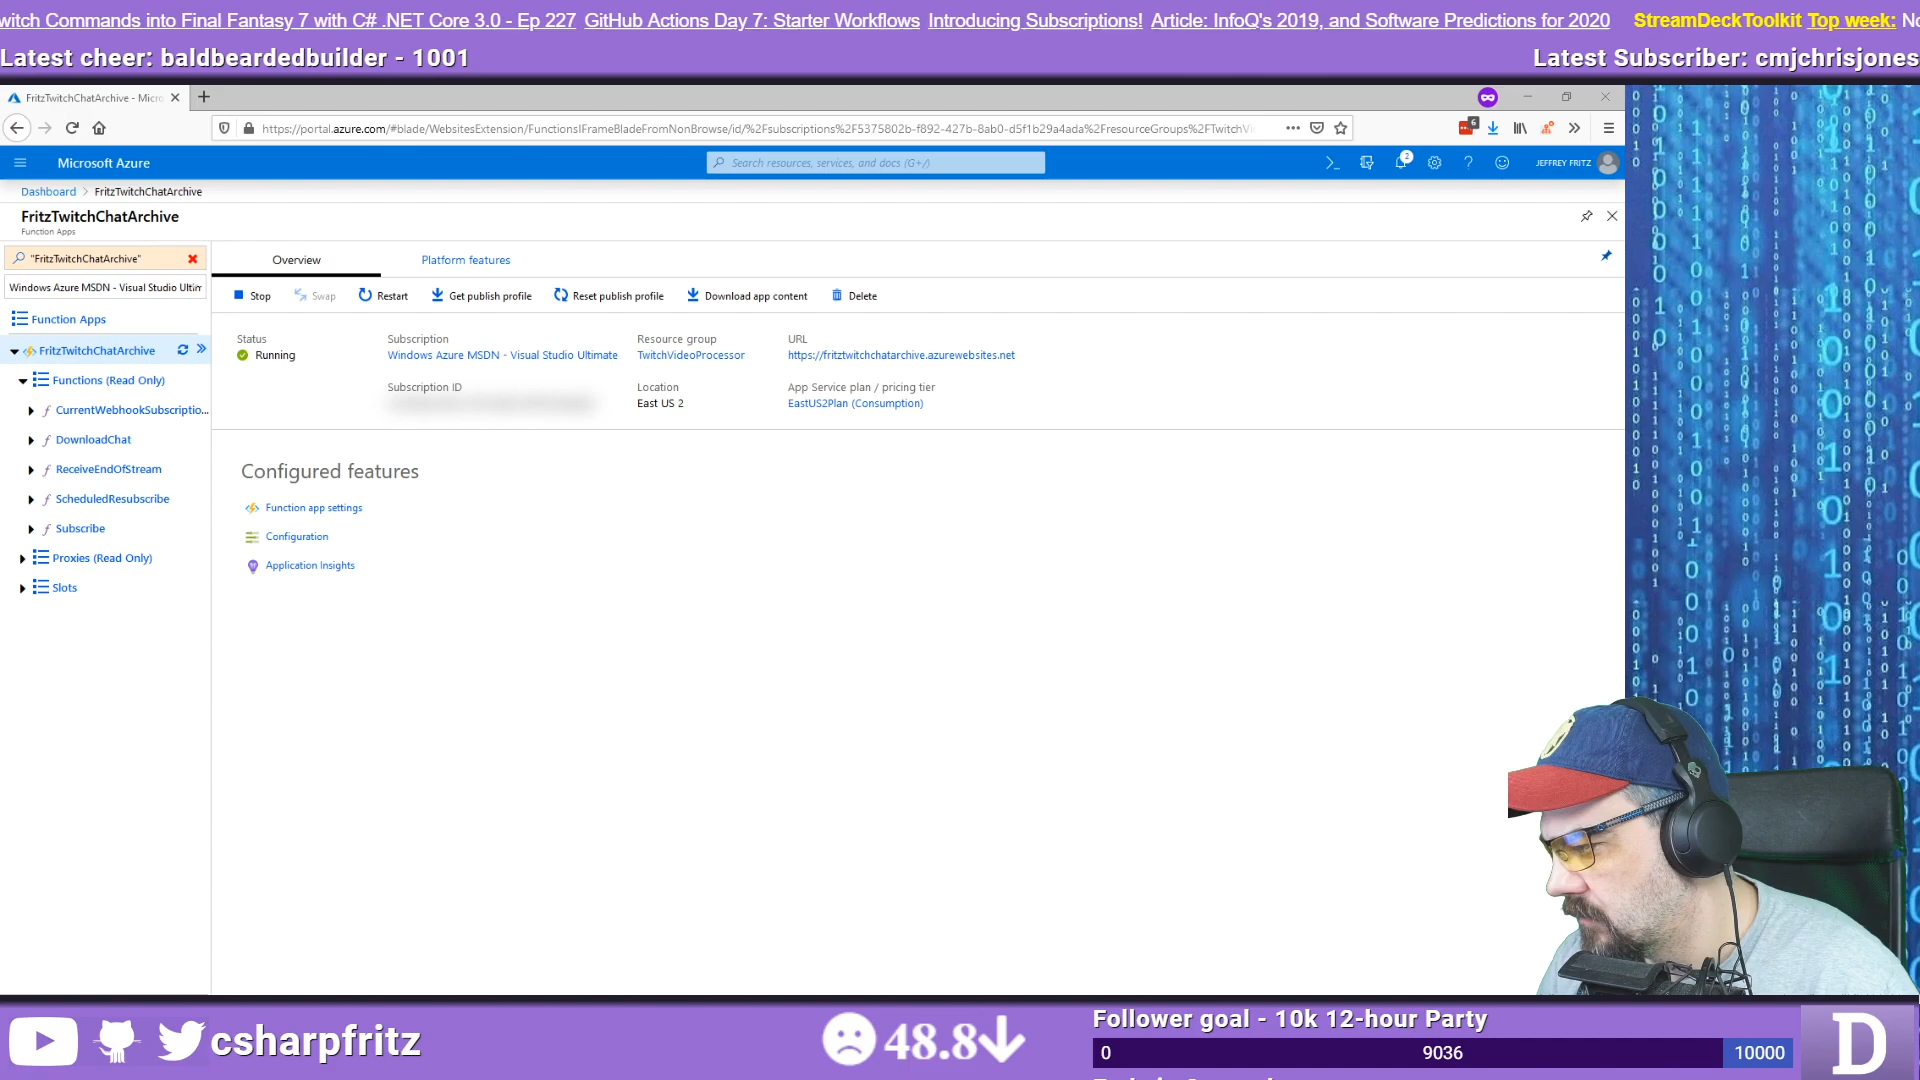 witch Commands into Final Fantasy 7 with C# .NET Core 3.0 - Ep 227 GitHub Actions Day 7: Starter Workflows Introducing Subscriptions! Article: InfoQ's 2019, and Software Predictions for 2020 StreamDeckToolkit Top week: No
Latest cheer: baldbeardedbuilder - 1001
Latest Subscriber: cmjchrisjones
FritzTwitchChatArchive - Micro
https://portal.azure.com/#blade/WebsitesExtension/FunctionsIFrameBladeFromNonBrowse/id/%2Fsubscriptions%2F5375802b-f892-427b-8ab0-d5f1b29a4ada%2FresourceGroups%2FTwitchVi
6
Microsoft Azure
Search resources, services, and docs (G+/)
2
JEFFREY FRITZ
Dashboard > FritzTwitchChatArchive
FritzTwitchChatArchive
Function Apps
"FritzTwitchChatArchive"
Windows Azure MSDN - Visual Studio Ultim
Function Apps
FritzTwitchChatArchive
Functions (Read Only)
CurrentWebhookSubscriptio...
DownloadChat
ReceiveEndOfStream
ScheduledResubscribe
Subscribe
Proxies (Read Only)
Slots
Overview
Platform features
Stop
Swap
Restart
Get publish profile
Reset publish profile
Download app content
Delete
Status
Running
Subscription
Windows Azure MSDN - Visual Studio Ultimate
Subscription ID
Resource group
TwitchVideoProcessor
Location
East US 2
URL
https://fritztwitchchatarchive.azurewebsites.net
App Service plan / pricing tier
EastUS2Plan (Consumption)
Configured features
Function app settings
Configuration
Application Insights
csharpfritz
48.8
Follower goal - 10k 12-hour Party
0
9036
10000
D